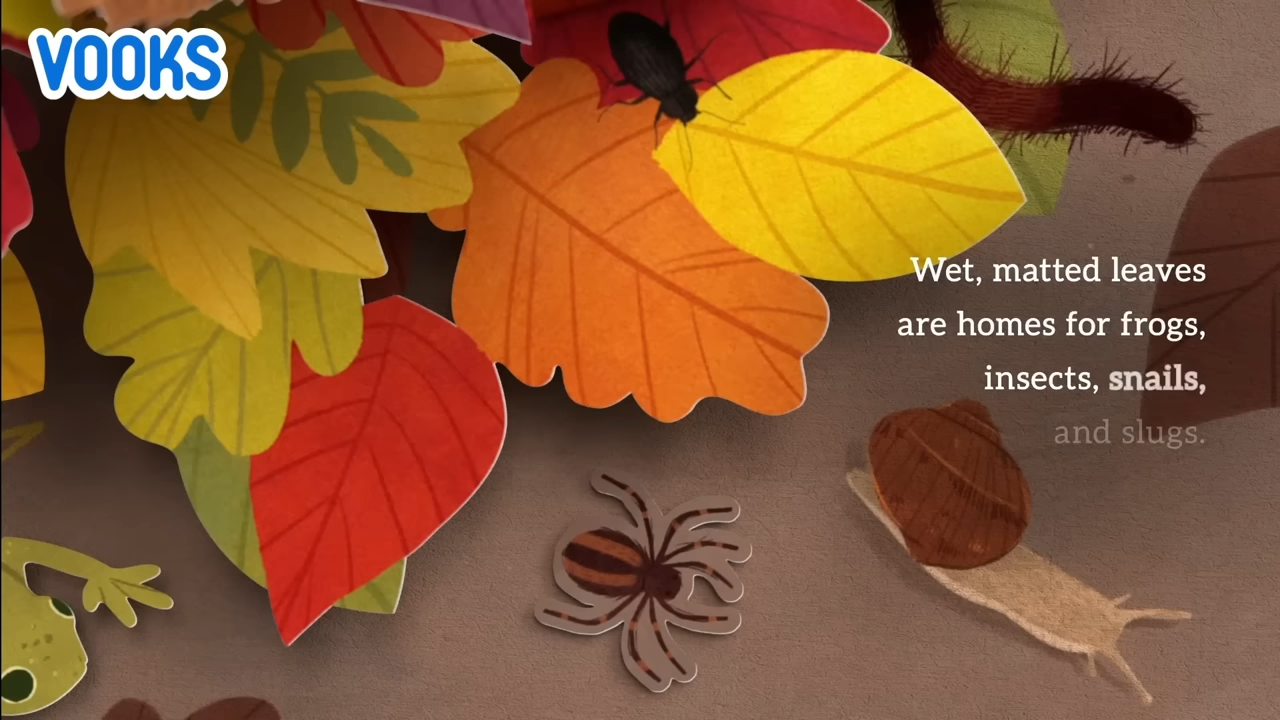 VOOKS
Wet, matted leaves
are homes for frogs,
insects, snails,
and slugs.